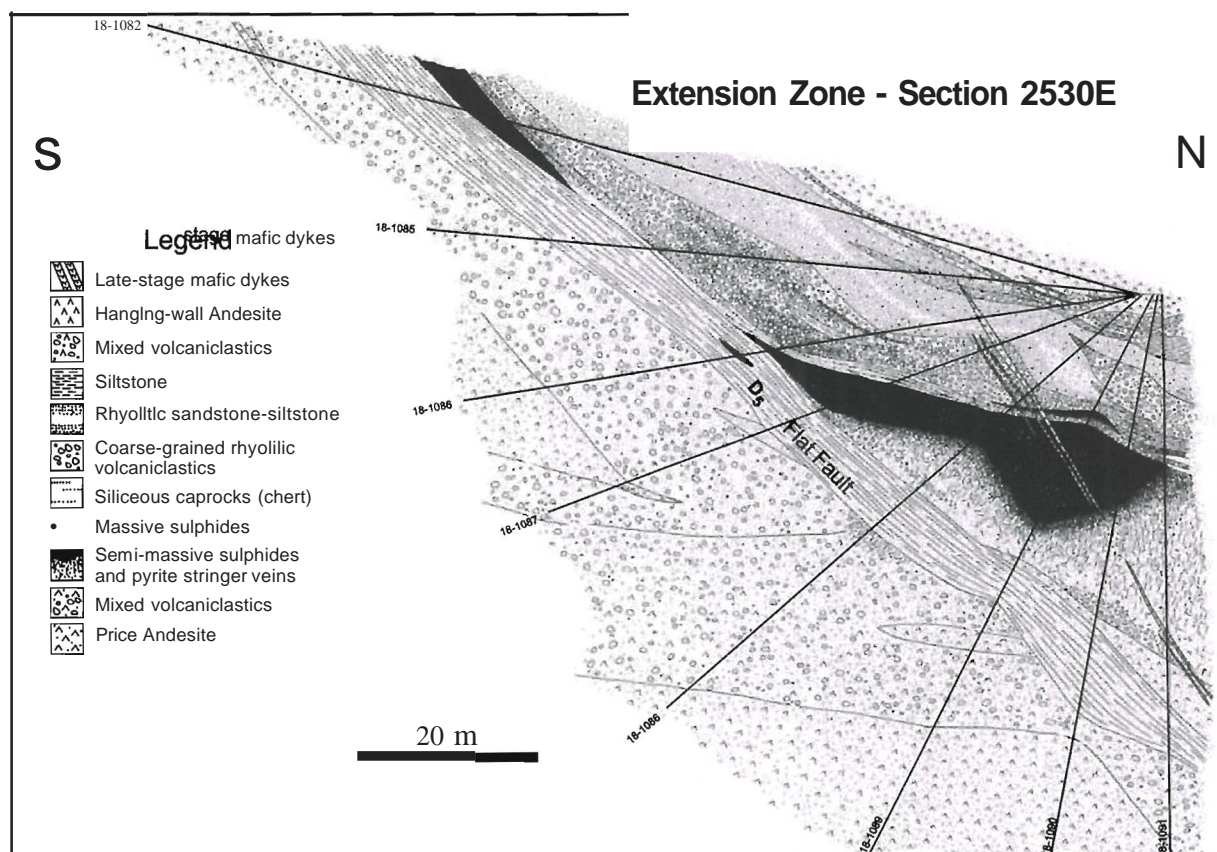 18-1082
Extension Zone - Section 2530E
S
N
18-1085
Legend
stage mafic dykes
Late-stage mafic dykes
Hanglng-wall Andesite
Mixed volcaniclastics
Siltstone
Rhyolltlc sandstone-siltstone
Coarse-grained rhyolilic
volcaniclastics
Siliceous caprocks (chert)
Massive sulphides
Semi-massive sulphides
and pyrite stringer veins
Mixed volcaniclastics
Price Andesite
D5
Flat Fault
18-1086
18-1087
18-1086
18-1089
18-1090
8-1091
20 m